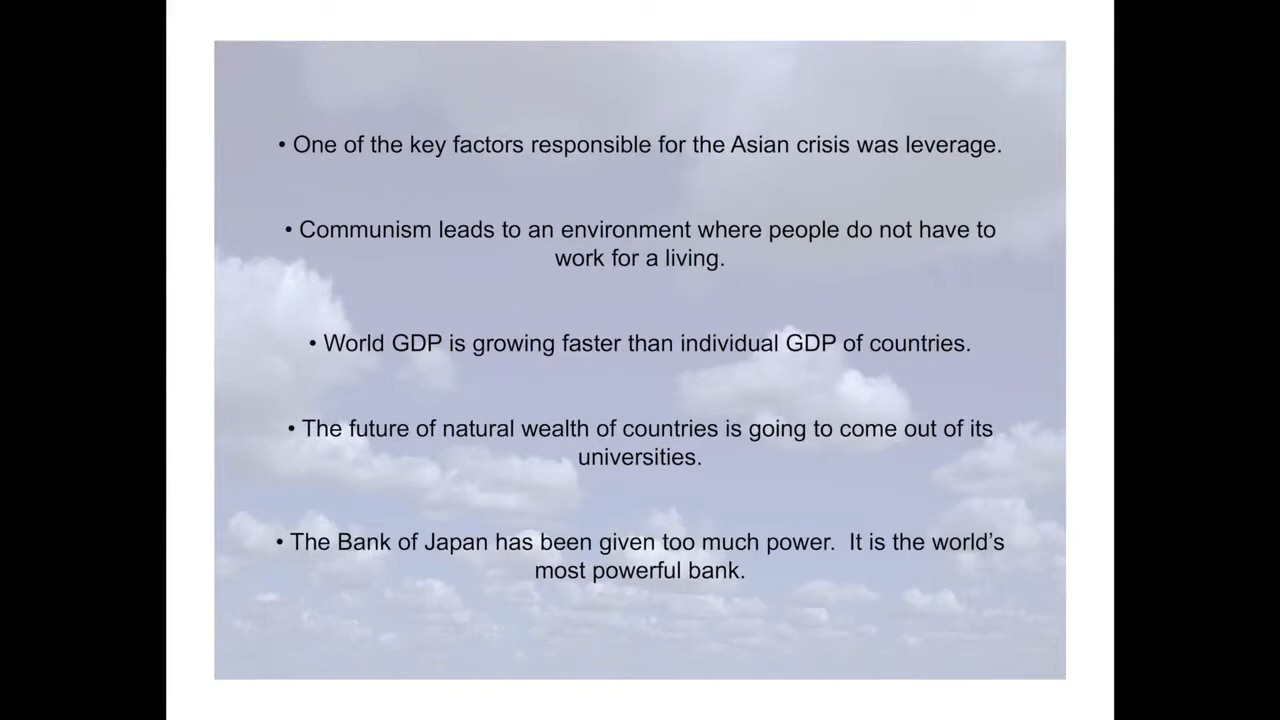 • One of the key factors responsible for the Asian crisis was leverage.
• Communism leads to an environment where people do not have to
work for a living.
• World GDP is growing faster than individual GDP of countries.
• The future of natural wealth of countries is going to come out of its
universities.
• The Bank of Japan has been given too much power.  It is the world’s
most powerful bank.